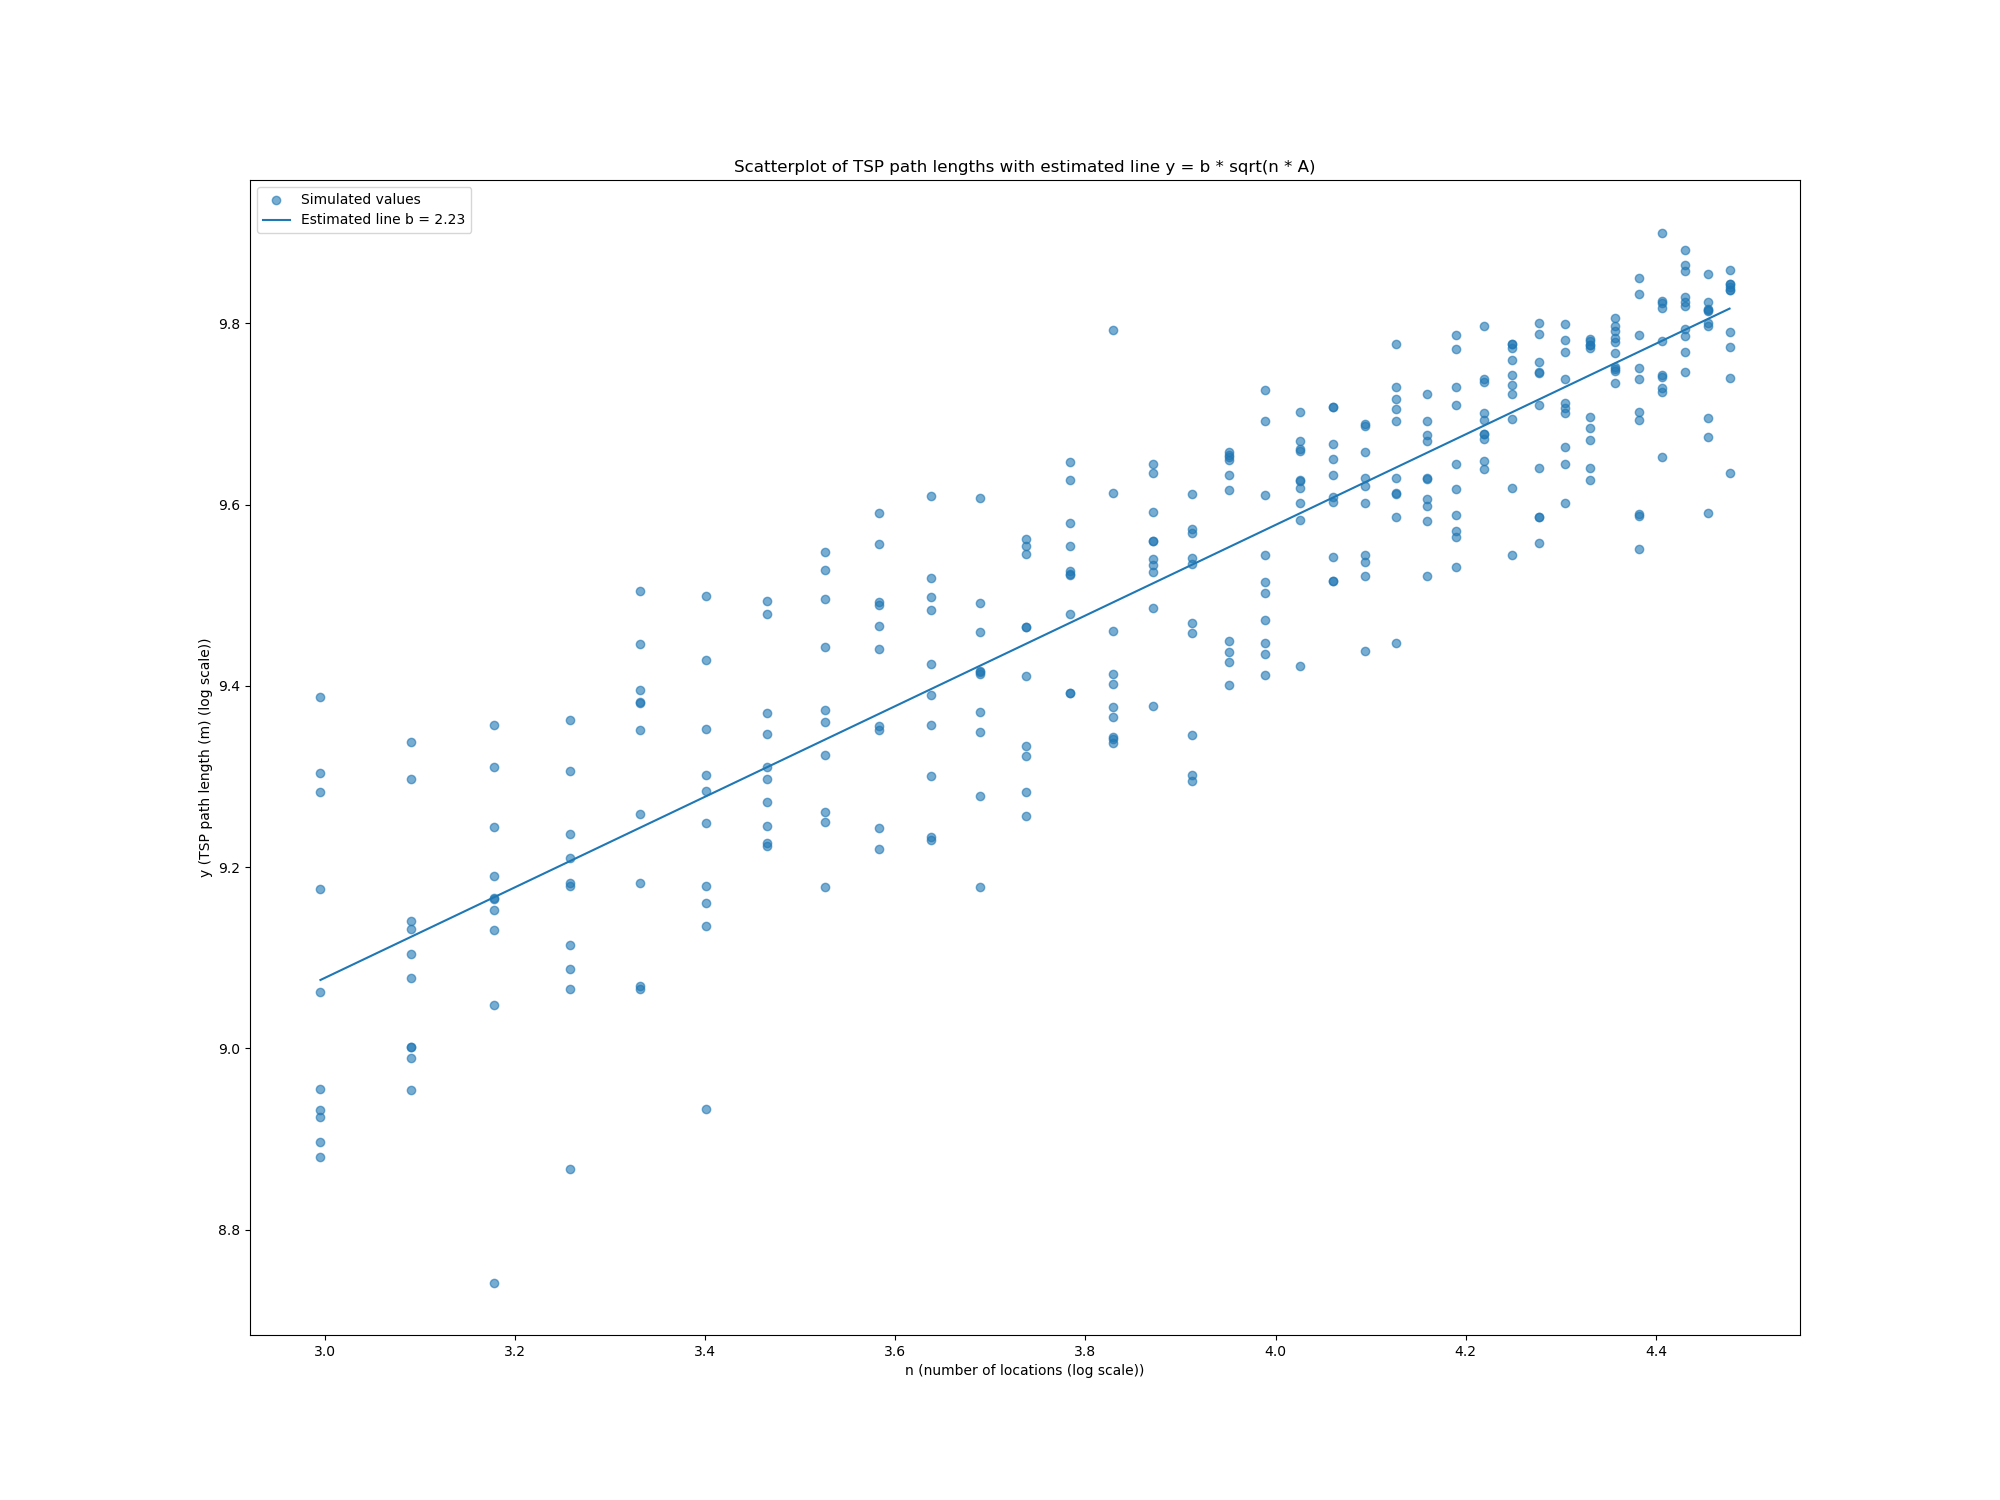 Scatterplot of TSP path lengths with estimated line y = b * sqrt(n * A)
Simulated values
Estimated line b = 2.23
y (TSP path length (m) (log scale))
9.8
9.6
9.4
9.2
9.0
8.8
3.0 3.2 3.4 3.6 3.8 4.0 4.2 4.4
n (number of locations (log scale))